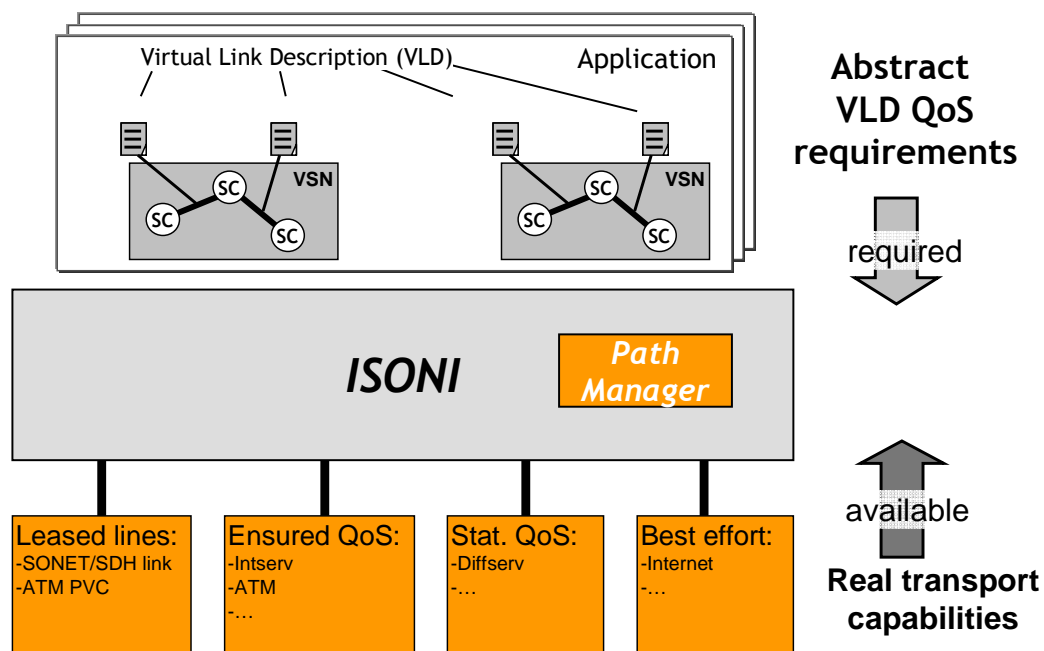 Virtual Link Description (VLD)
Application
VSN
SC
SC
SC
VSN
SC
SC
SC
Abstract
VLD QoS
requirements
required
ISONI
Path
Manager
available
Real transport
capabilities
Leased lines:
-SONET/SDH link
-ATM PVC
Ensured QoS:
-Intserv
-ATM
-…
Stat. QoS:
-Diffserv
-…
Best effort:
-Internet
-…